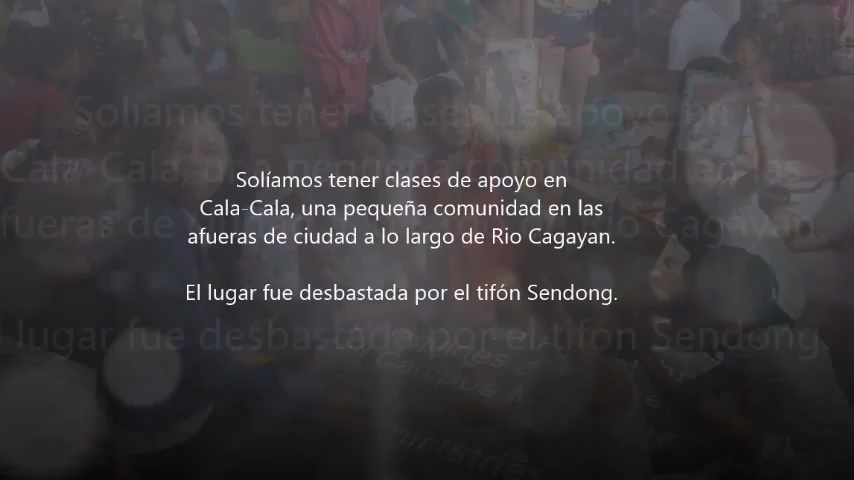 Solíamos tener clases de apoyo en
Cala-Cala, una pequeña comunidad en las
afueras de ciudad a lo largo de Rio Cagayan.
El lugar fue desbastada por el tifón Sendong.